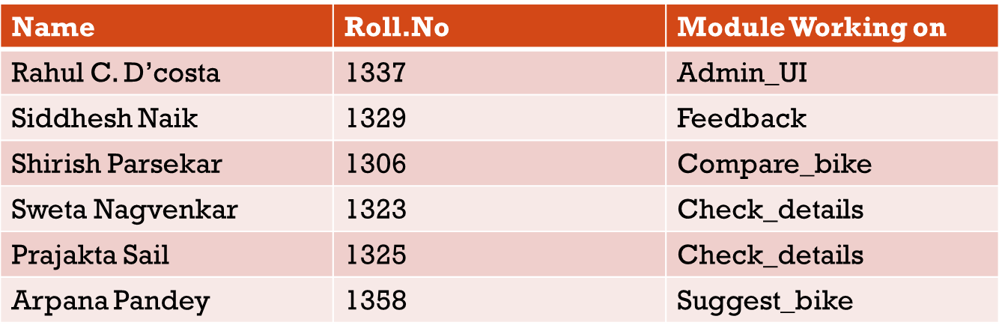 Name Roll.No Module Working on
Rahul C. D’costa 1337 Admin_UI
Siddhesh Naik 1329 Feedback
Shirish Parsekar 1306 Compare_bike
Sweta Nagvenkar 1323 Check_details
Prajakta Sail 1325 Check_details
Arpana Pandey 1358 Suggest_bike